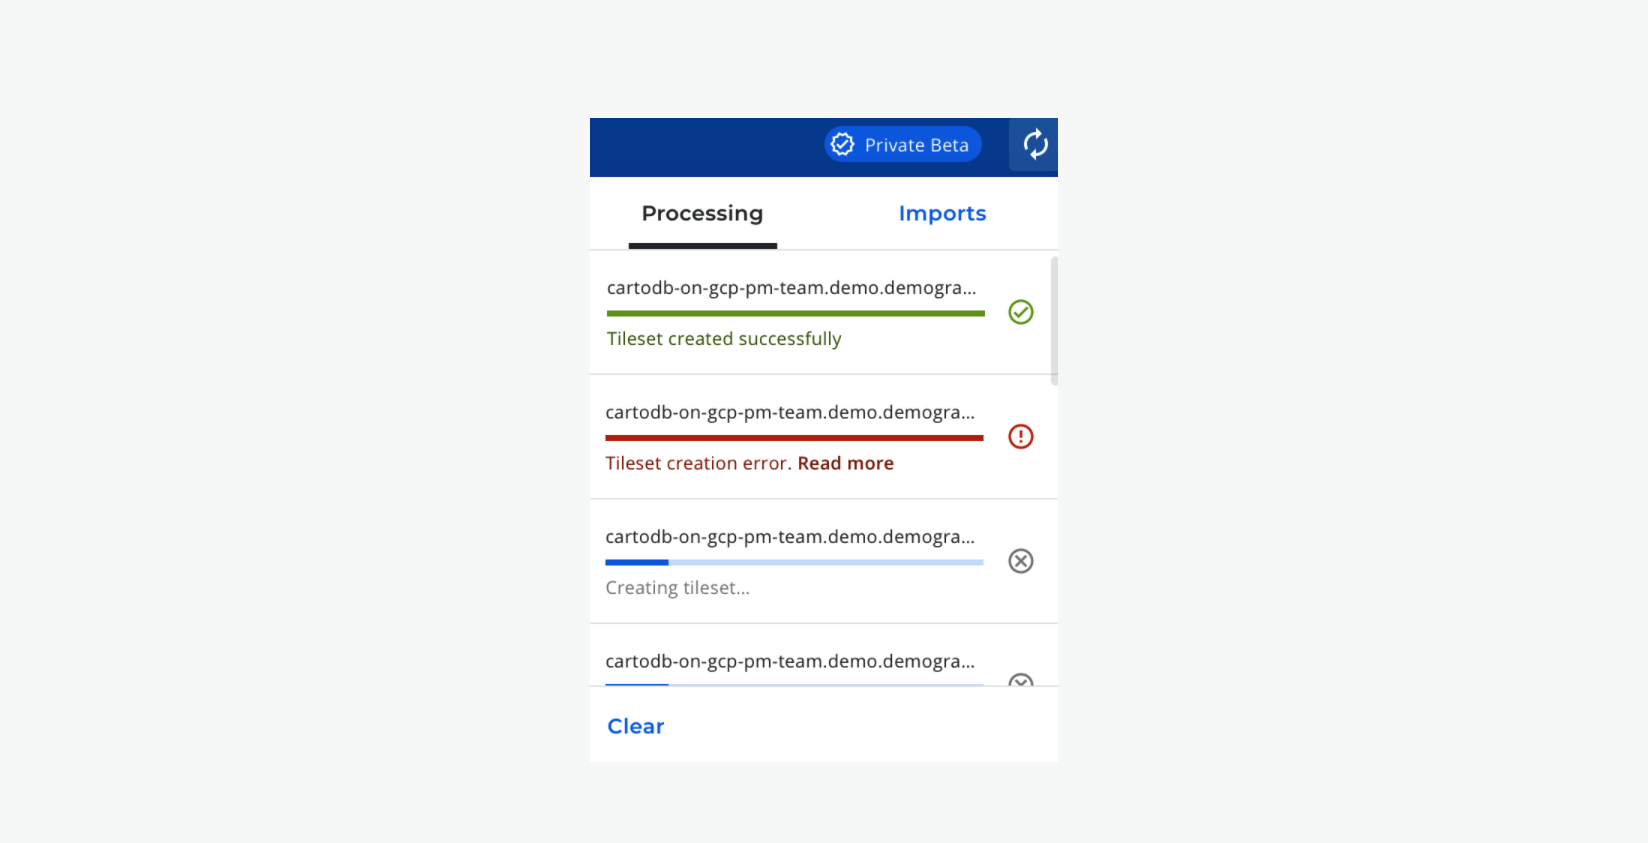 Private Beta
Processing
Imports
cartodb-on-gcp-pm-team.demo.demogra...
Tileset created successfully
cartodb-on-gcp-pm-team.demo.demogra...
Tileset creation error. Read more
cartodb-on-gcp-pm-team.demo.demogra...
Creating tileset...
cartodb-on-gcp-pm-team.demo.demogra...
Clear